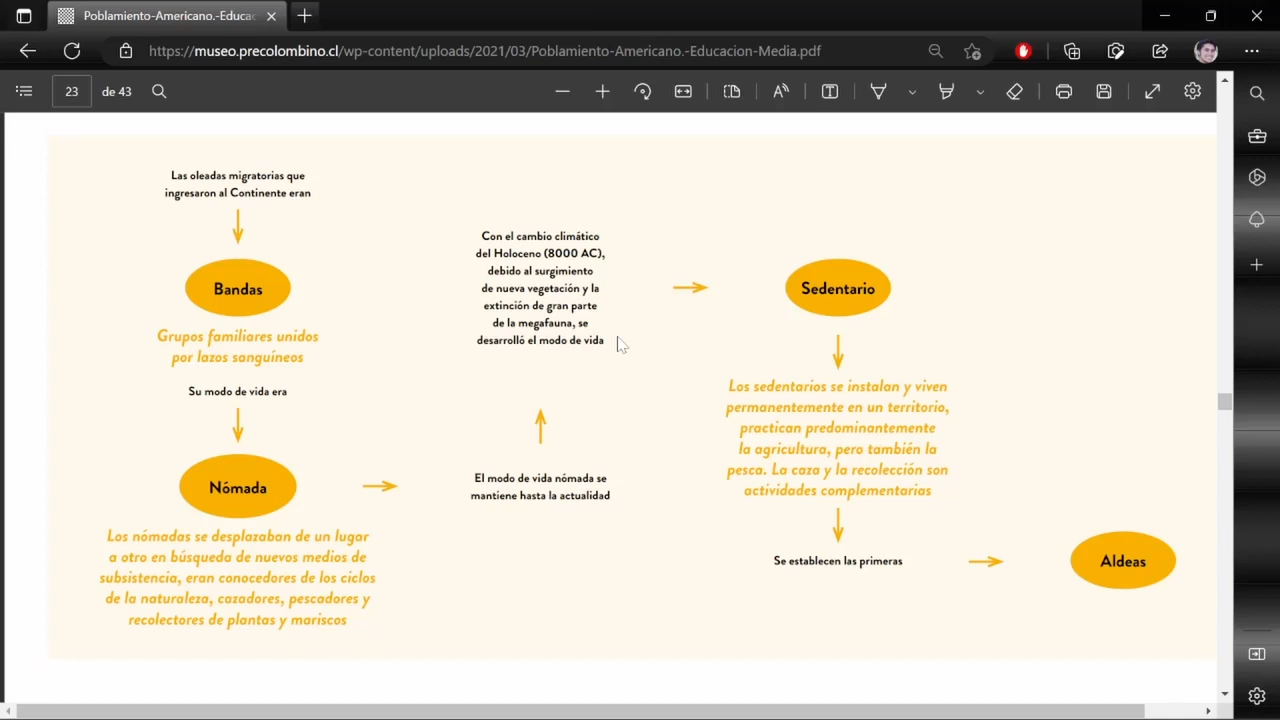 Poblamiento-Americano.-Educac
https://museo.precolombino.cl/wp-content/uploads/2021/03/Poblamiento-Americano.-Educacion-Media.pdf
23 de 43
Las oleadas migratorias que
ingresaron al Continente eran
Bandas
Grupos familiares unidos
por lazos sanguíneos
Su modo de vida era
Nómada
Los nómadas se desplazaban de un lugar
a otro en búsqueda de nuevos medios de
subsistencia, eran conocedores de los ciclos
de la naturaleza, cazadores, pescadores y
recolectores de plantas y mariscos
El modo de vida nómada se
mantiene hasta la actualidad
Con el cambio climático
del Holoceno (8000 AC),
debido al surgimiento
de nueva vegetación y la
extinción de gran parte
de la megafauna, se
desarrolló el modo de vida
Sedentario
Los sedentarios se instalan y viven
permanentemente en un territorio,
practican predominantemente
la agricultura, pero también la
pesca. La caza y la recolección son
actividades complementarias
Se establecen las primeras
Aldeas